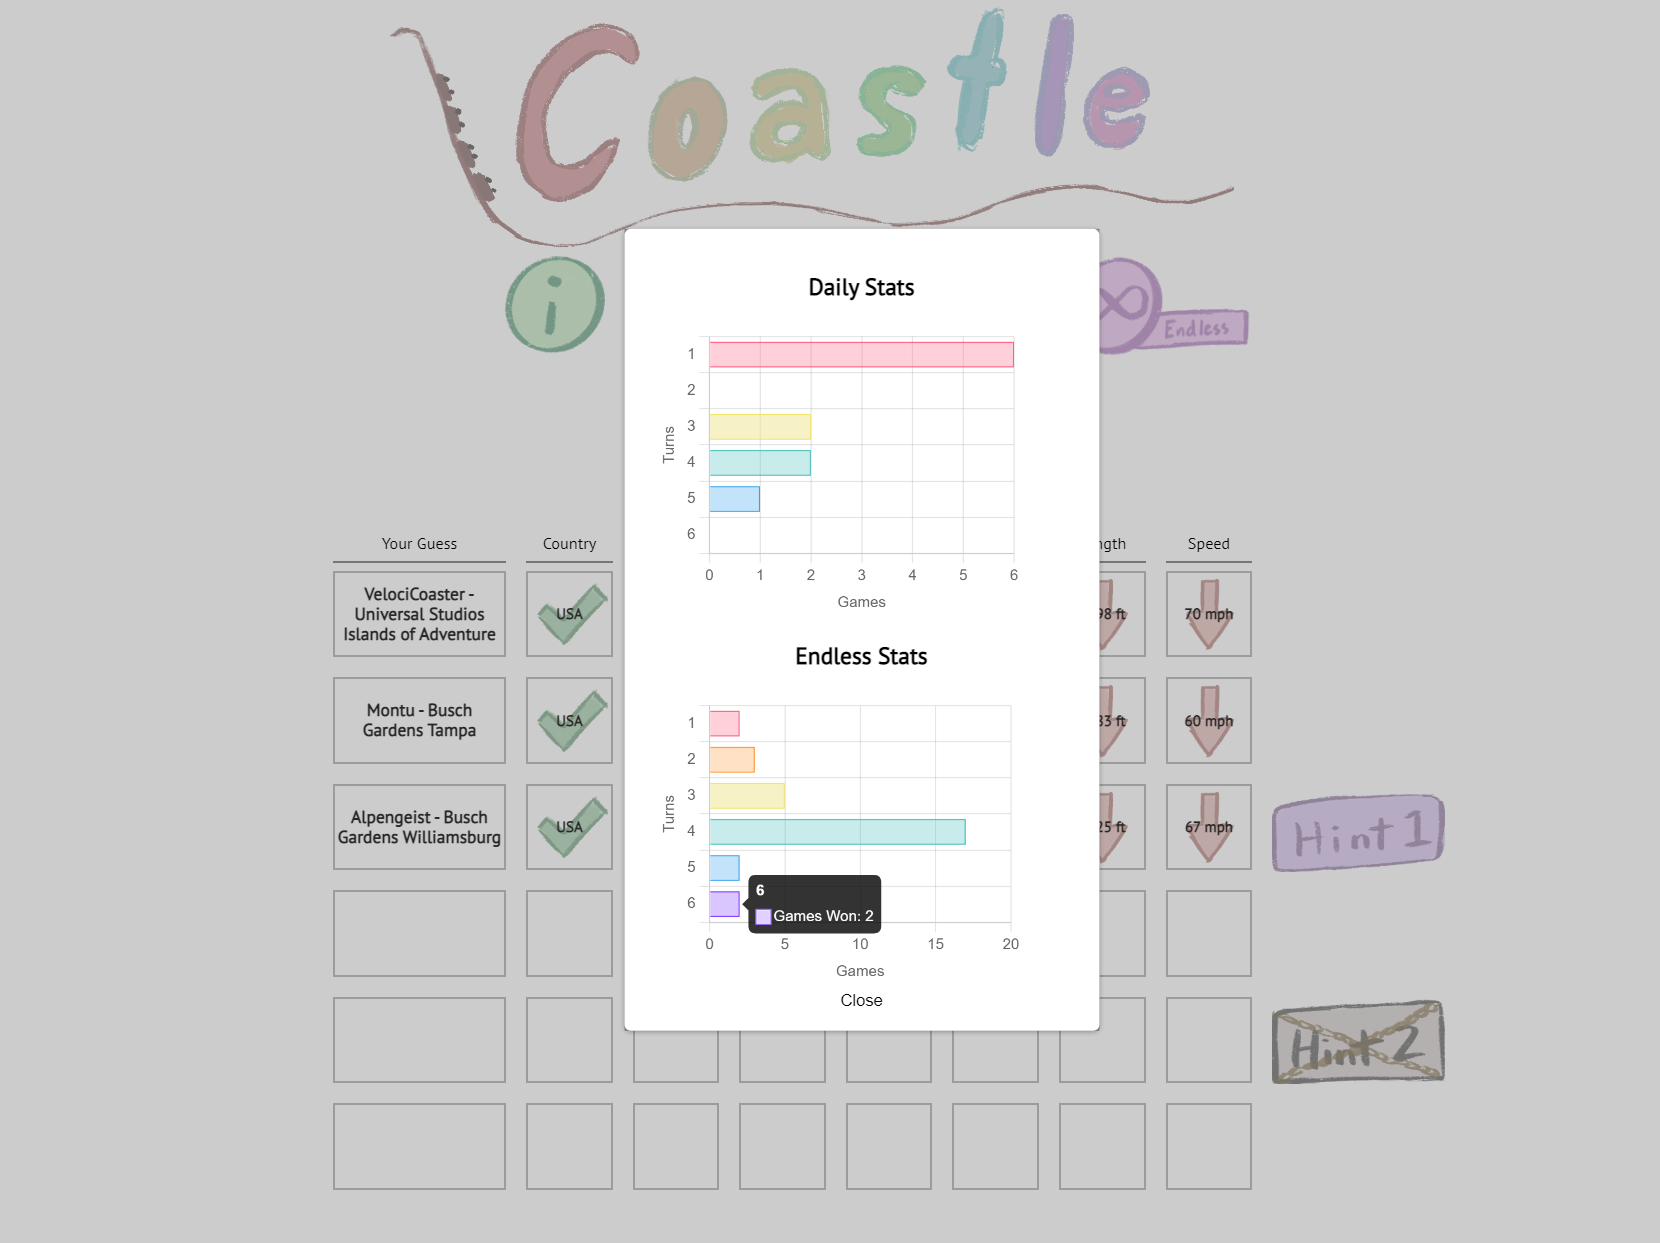 Coastle
i
Endless
Daily Stats
1
2
3
4
5
6
Turns
0 1 2 3 4 5 6
Games
Endless Stats
1
2
3
4
5
6
Turns
6
Games Won: 2
0 5 10 15 20
Games
Close
Your Guess Country Speed
VelociCoaster -
Universal Studios
Islands of Adventure
USA
70 mph
Montu - Busch
Gardens Tampa
USA
60 mph
Alpengeist - Busch
Gardens Williamsburg
USA
67 mph
Hint 1
Hint 2